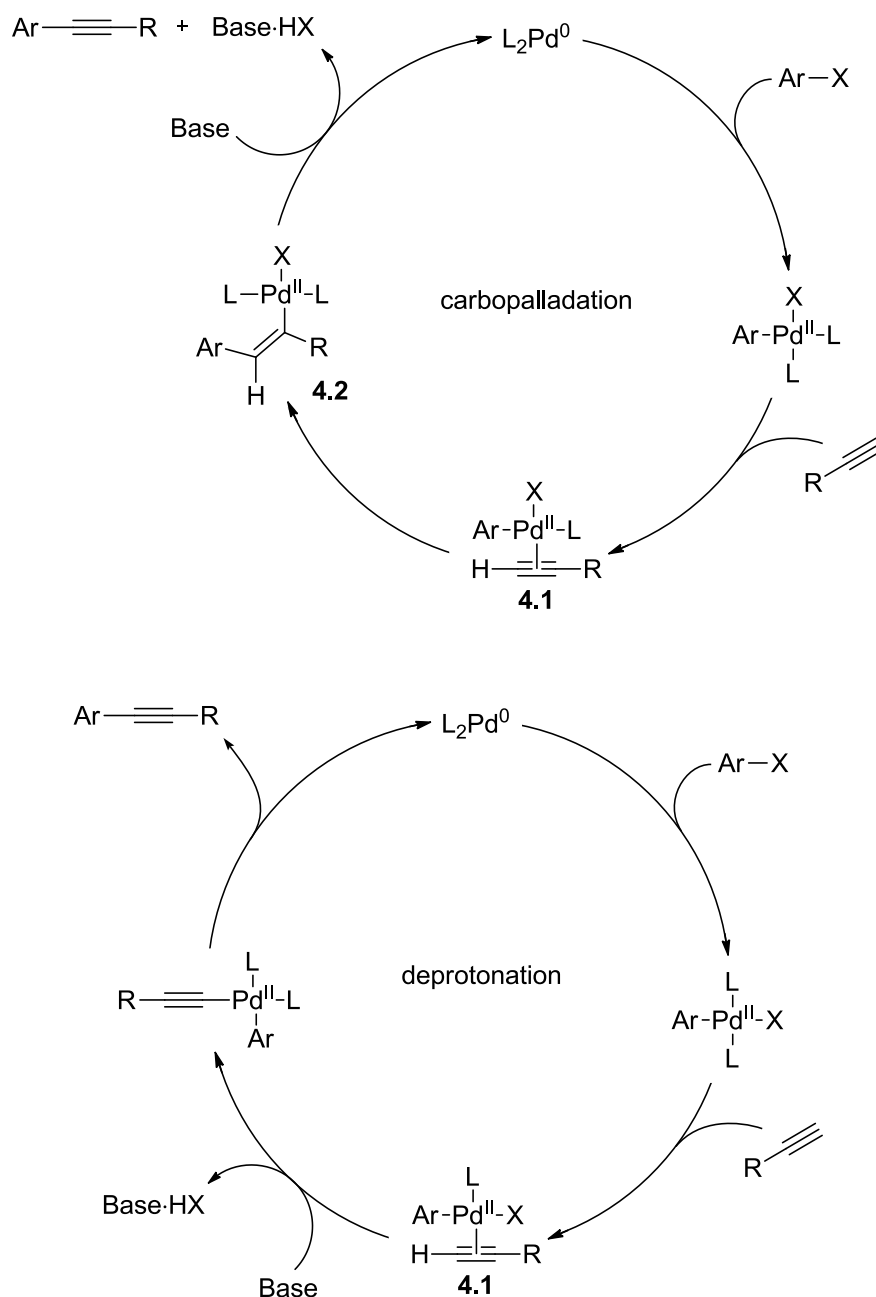 Ar R + Base·HX
L₂Pd⁰
Ar–X
Base
X
L–Pdᴵᴵ–L
Ar R
H
4.2
carbopalladation
X
Ar–Pdᴵᴵ–L
L
R
X
Ar–Pdᴵᴵ–L
H R
4.1
Ar R
L₂Pd⁰
Ar–X
L
R Pdᴵᴵ–L
Ar
deprotonation
L
Ar–Pdᴵᴵ–X
L
R
L
Ar–Pdᴵᴵ–X
H R
4.1
Base·HX
Base